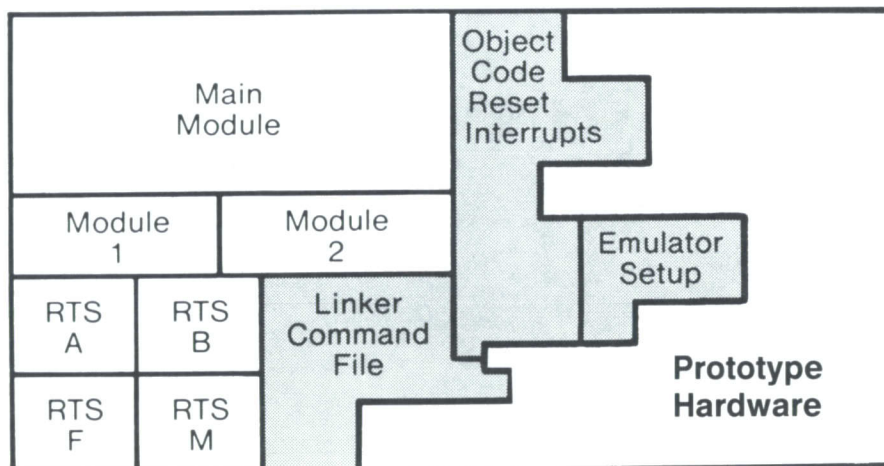 Main
Module
Object
Code
Reset
Interrupts
Module
1
Module
2
Emulator
Setup
RTS
A
RTS
B
Linker
Command
File
RTS
F
RTS
M
Prototype
Hardware